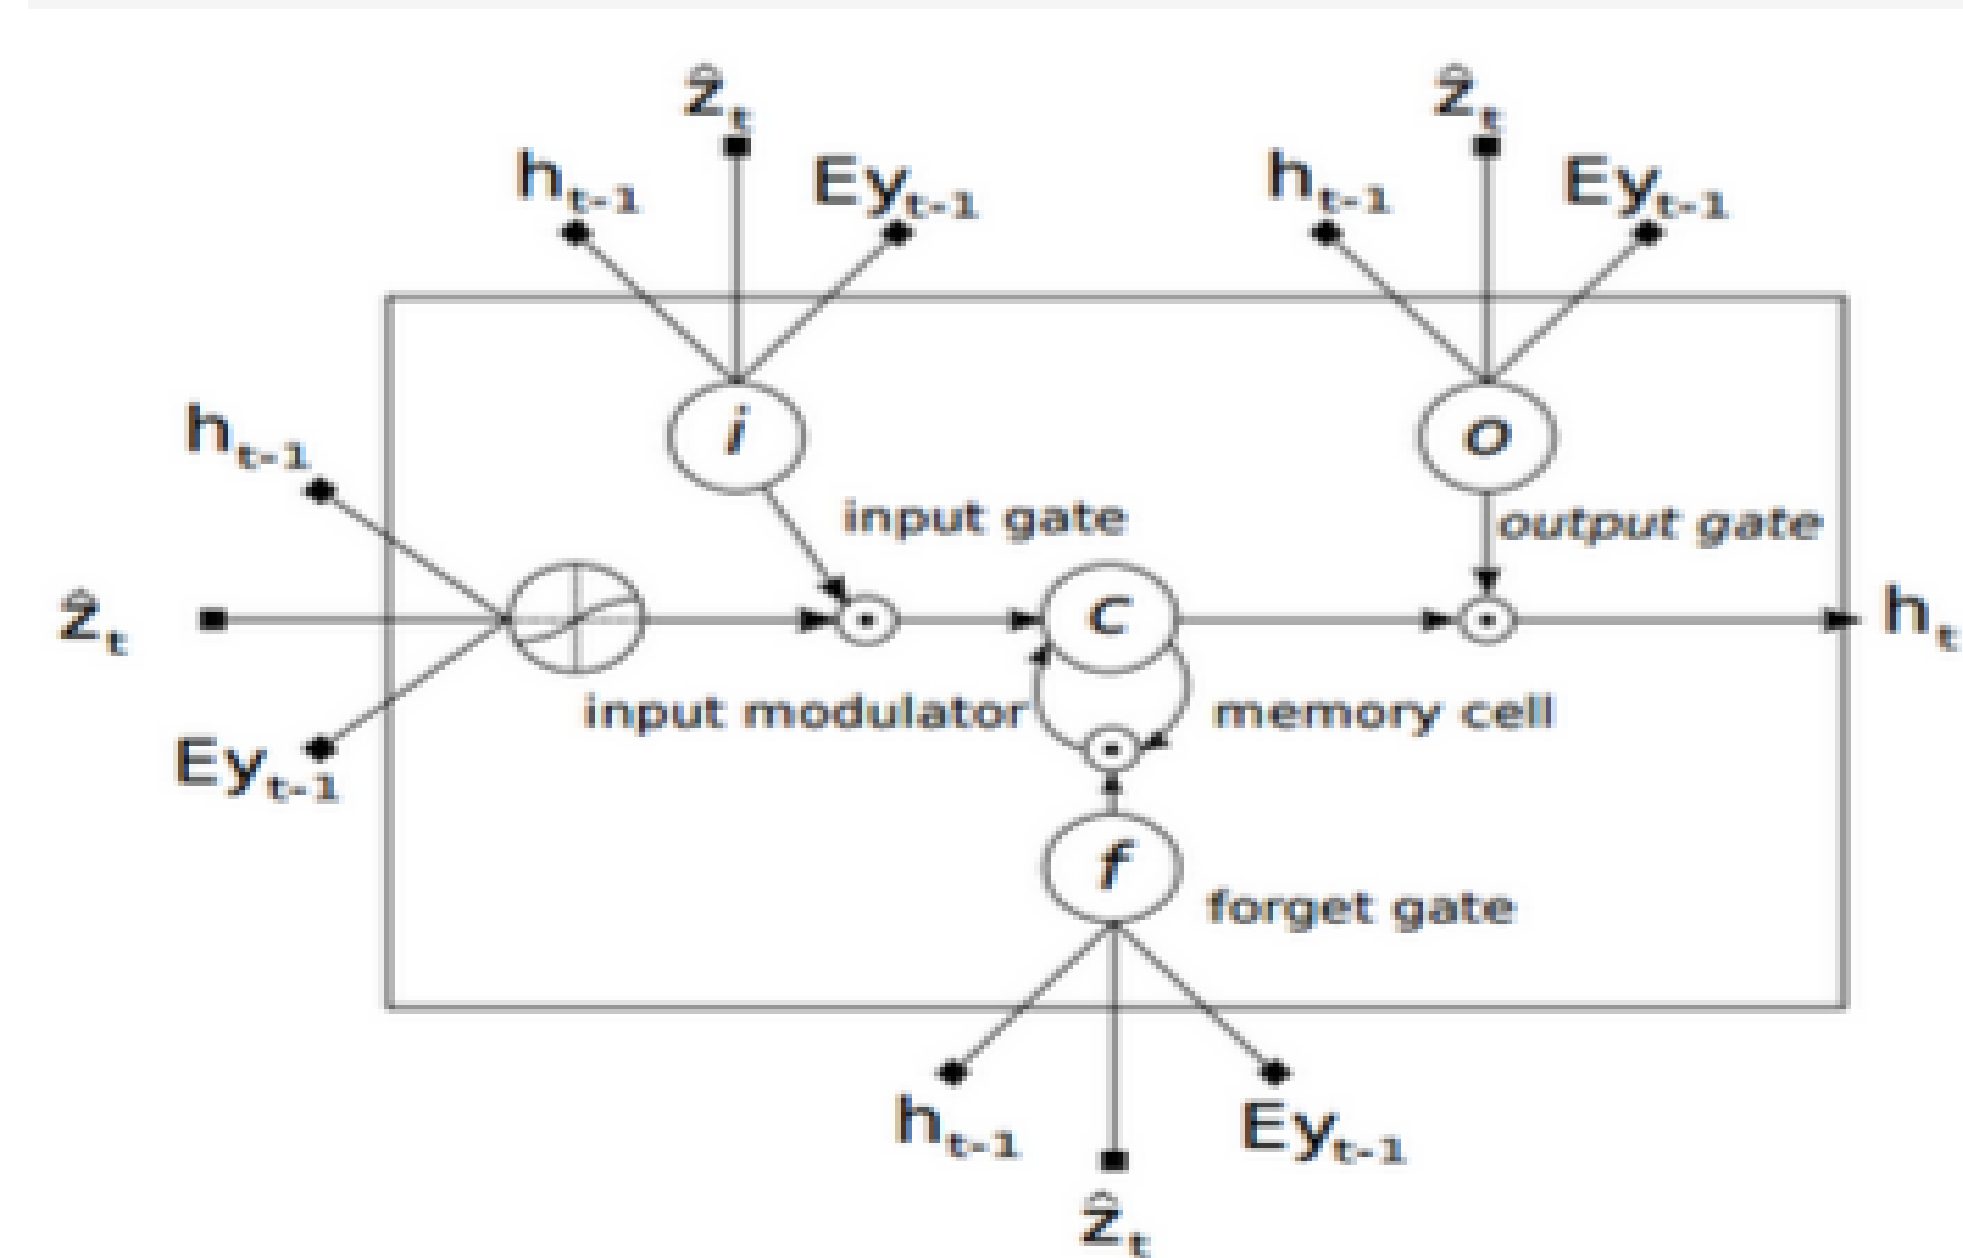 ẑt
ẑt
ht-1
Eyt-1
ht-1
Eyt-1
i
o
ht-1
input gate
output gate
ẑt
c
ht
input modulator
memory cell
Eyt-1
f
forget gate
ht-1
Eyt-1
ẑt